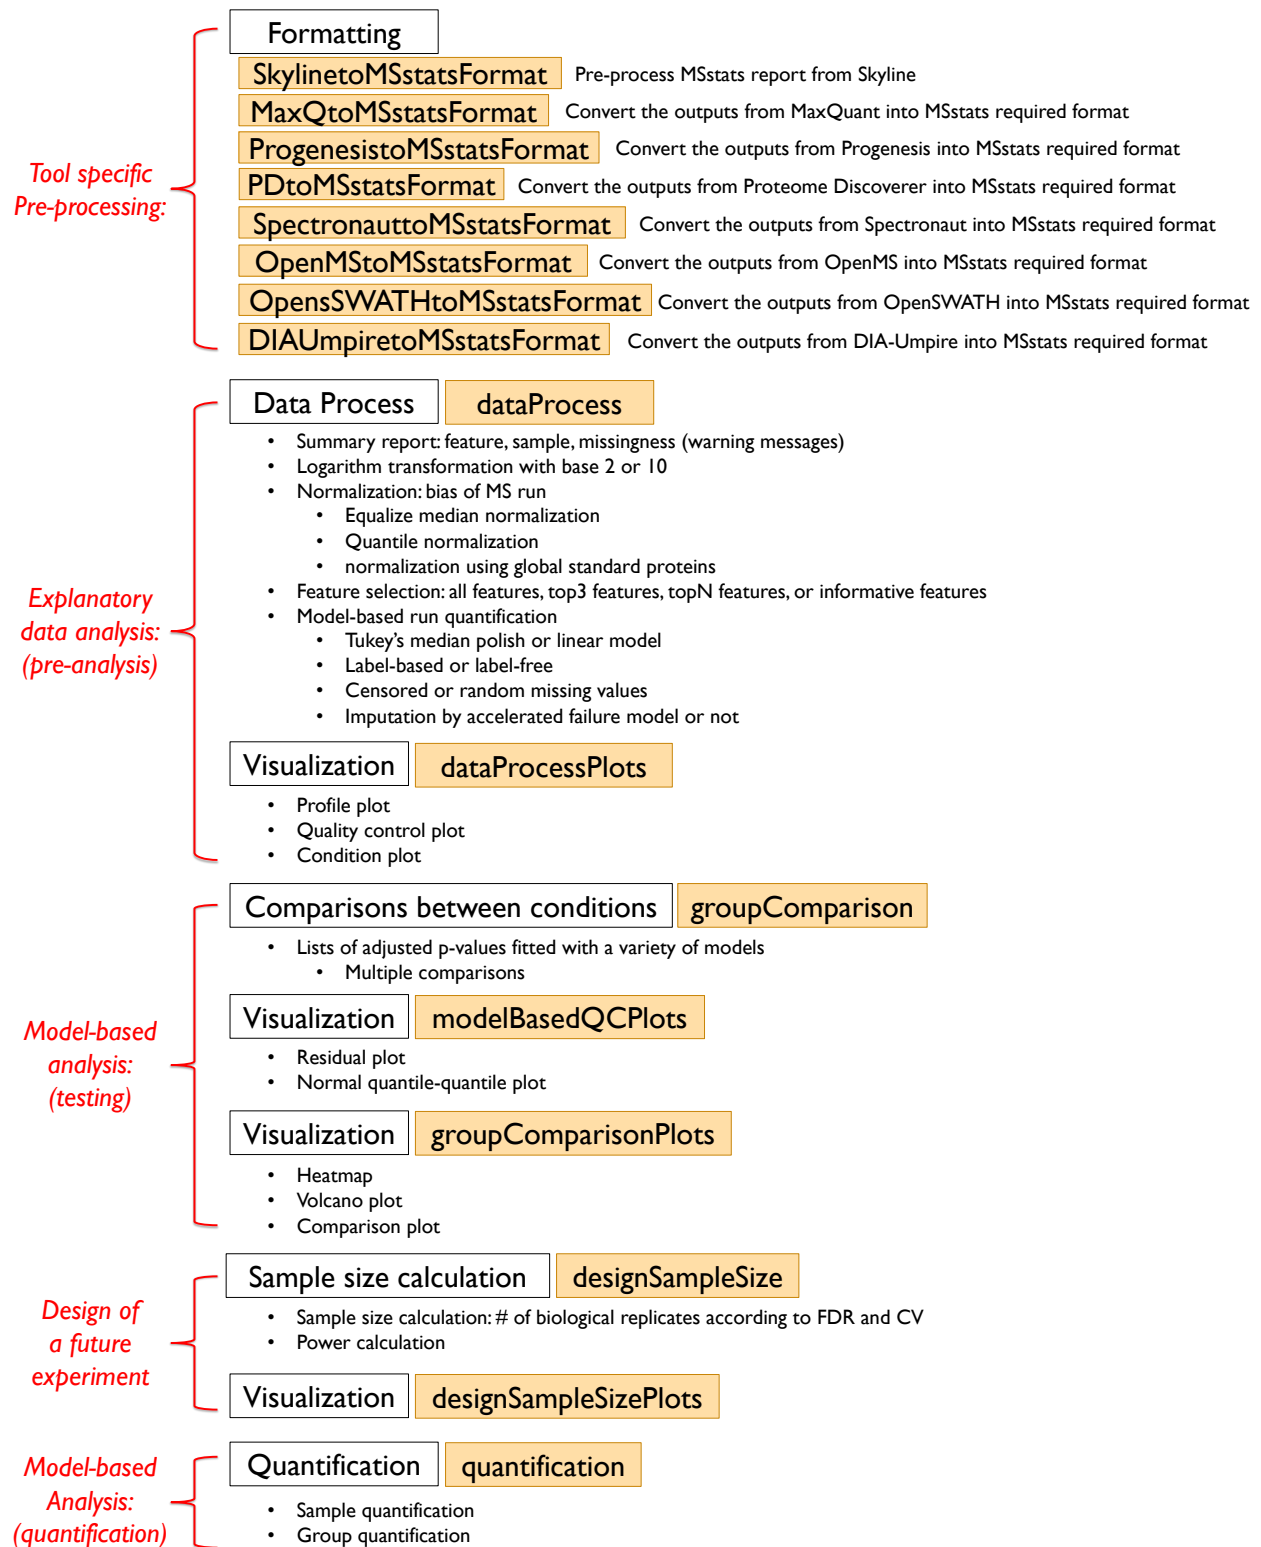 Formatting
SkylinetoMSstatsFormat Pre-process MSstats report from Skyline
MaxQtoMSstatsFormat Convert the outputs from MaxQuant into MSstats required format
ProgenesistoMSstatsFormat Convert the outputs from Progenesis into MSstats required format
Tool specific
Pre-processing:
PDtoMSstatsFormat Convert the outputs from Proteome Discoverer into MSstats required format
SpectronauttoMSstatsFormat Convert the outputs from Spectronaut into MSstats required format
OpenMStoMSstatsFormat Convert the outputs from OpenMS into MSstats required format
OpensSWATHtoMSstatsFormat Convert the outputs from OpenSWATH into MSstats required format
DIAUmpiretoMSstatsFormat Convert the outputs from DIA-Umpire into MSstats required format
Explanatory
data analysis:
(pre-analysis)
Data Process dataProcess
• Summary report: feature, sample, missingness (warning messages)
• Logarithm transformation with base 2 or 10
• Normalization: bias of MS run
• Equalize median normalization
• Quantile normalization
• normalization using global standard proteins
• Feature selection: all features, top3 features, topN features, or informative features
• Model-based run quantification
• Tukey's median polish or linear model
• Label-based or label-free
• Censored or random missing values
• Imputation by accelerated failure model or not
Visualization dataProcessPlots
• Profile plot
• Quality control plot
• Condition plot
Model-based
analysis:
(testing)
Comparisons between conditions groupComparison
• Lists of adjusted p-values fitted with a variety of models
• Multiple comparisons
Visualization modelBasedQCPlots
• Residual plot
• Normal quantile-quantile plot
Visualization groupComparisonPlots
• Heatmap
• Volcano plot
• Comparison plot
Design of
a future
experiment
Sample size calculation designSampleSize
• Sample size calculation: # of biological replicates according to FDR and CV
• Power calculation
Visualization designSampleSizePlots
Model-based
Analysis:
(quantification)
Quantification quantification
• Sample quantification
• Group quantification